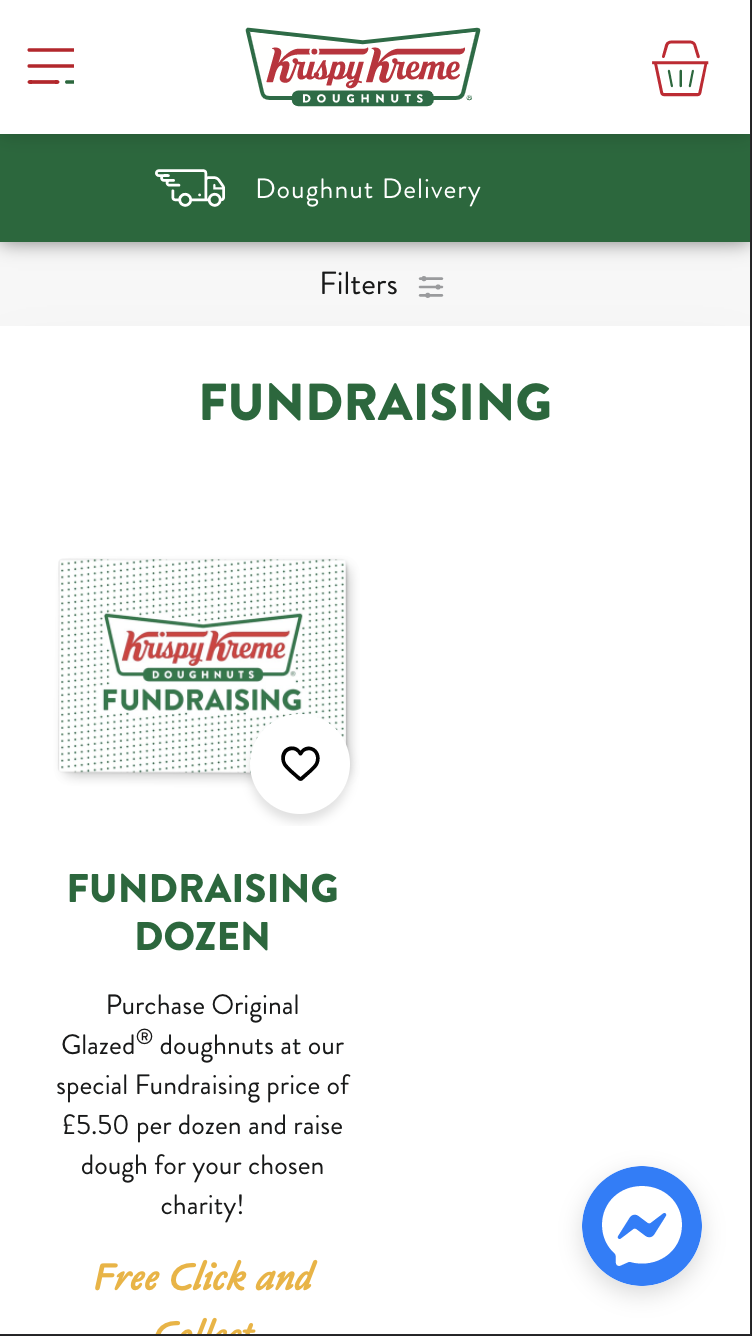 Krispy Kreme
DOUGHNUTS
Doughnut Delivery
Filters
FUNDRAISING
Krispy Kreme
DOUGHNUTS
FUNDRAISING
FUNDRAISING
DOZEN
Purchase Original
Glazed® doughnuts at our
special Fundraising price of
£5.50 per dozen and raise
dough for your chosen
charity!
Free Click and
Collect